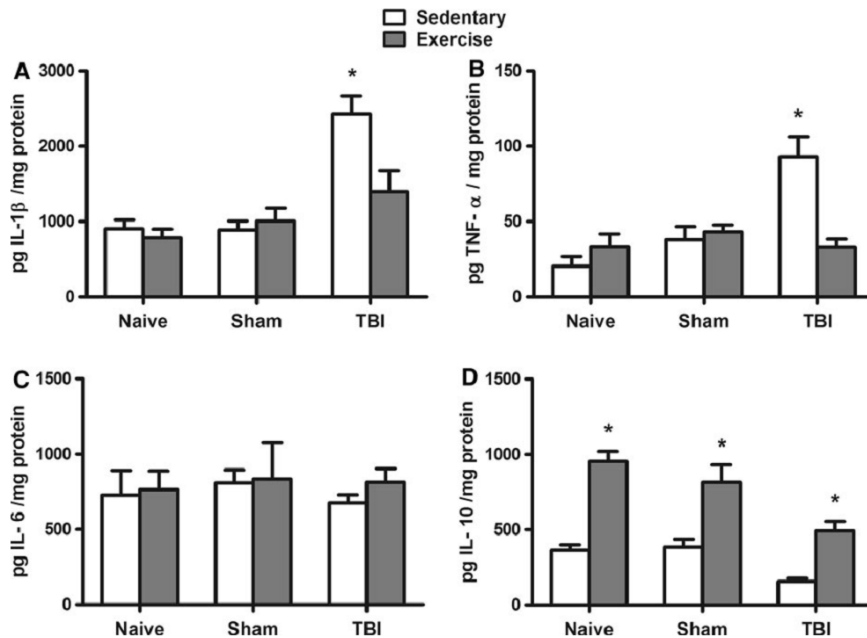 Sedentary
Exercise
A
pg IL-1β /mg protein
3000
2000
1000
0
*
Naive Sham TBI
B
pg TNF- α / mg protein
150
100
50
0
*
Naive Sham TBI
C
pg IL- 6 /mg protein
1500
1000
500
0
Naive Sham TBI
D
pg IL- 10 /mg protein
1500
1000
500
0
*
*
*
Naive Sham TBI